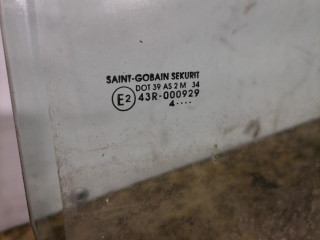 SAINT-GOBAIN SEKURIT
DOT 39 AS 2 M 34
E2 43R-000929
4....